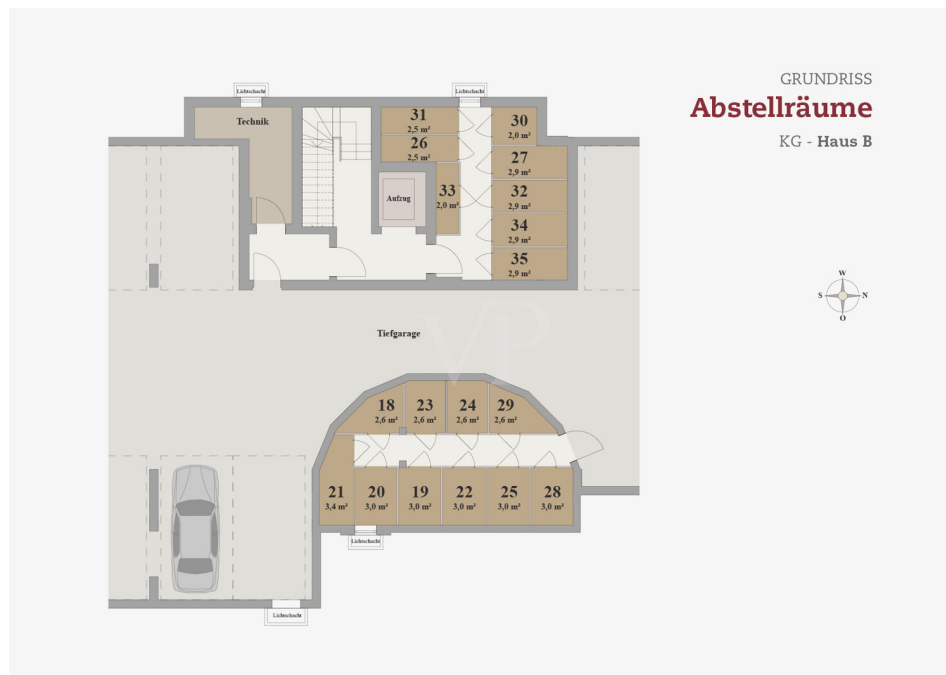 GRUNDRISS
Abstellräume
KG - Haus B
Lichtschacht
Lichtschacht
Technik
31
2,5 m²
26
2,5 m²
33
2,0 m²
Aufzug
30
2,0 m²
27
2,9 m²
32
2,9 m²
34
2,9 m²
35
2,9 m²
W
S
N
O
Tiefgarage
VP
18
2,6 m²
23
2,6 m²
24
2,6 m²
29
2,6 m²
21
3,4 m²
20
3,0 m²
19
3,0 m²
22
3,0 m²
25
3,0 m²
28
3,0 m²
Lichtschacht
Lichtschacht